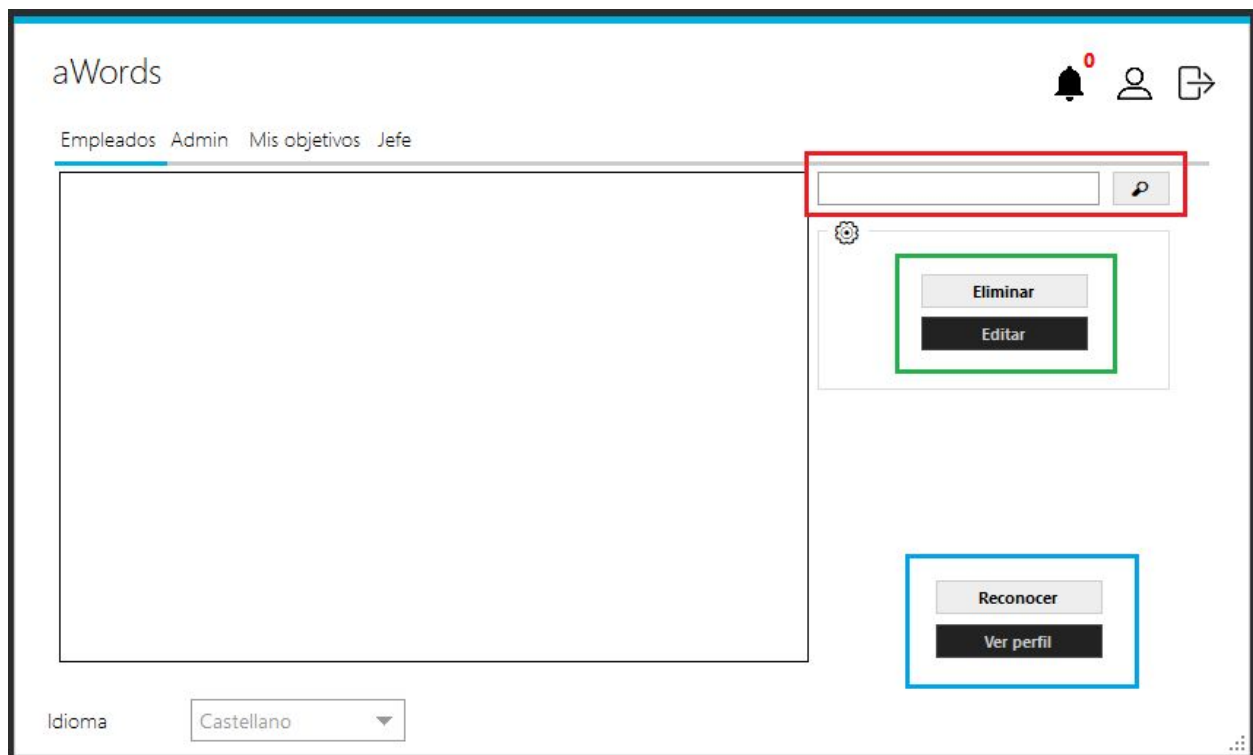 aWords
0
Empleados Admin Mis objetivos Jefe
Eliminar
Editar
Reconocer
Ver perfil
Idioma Castellano